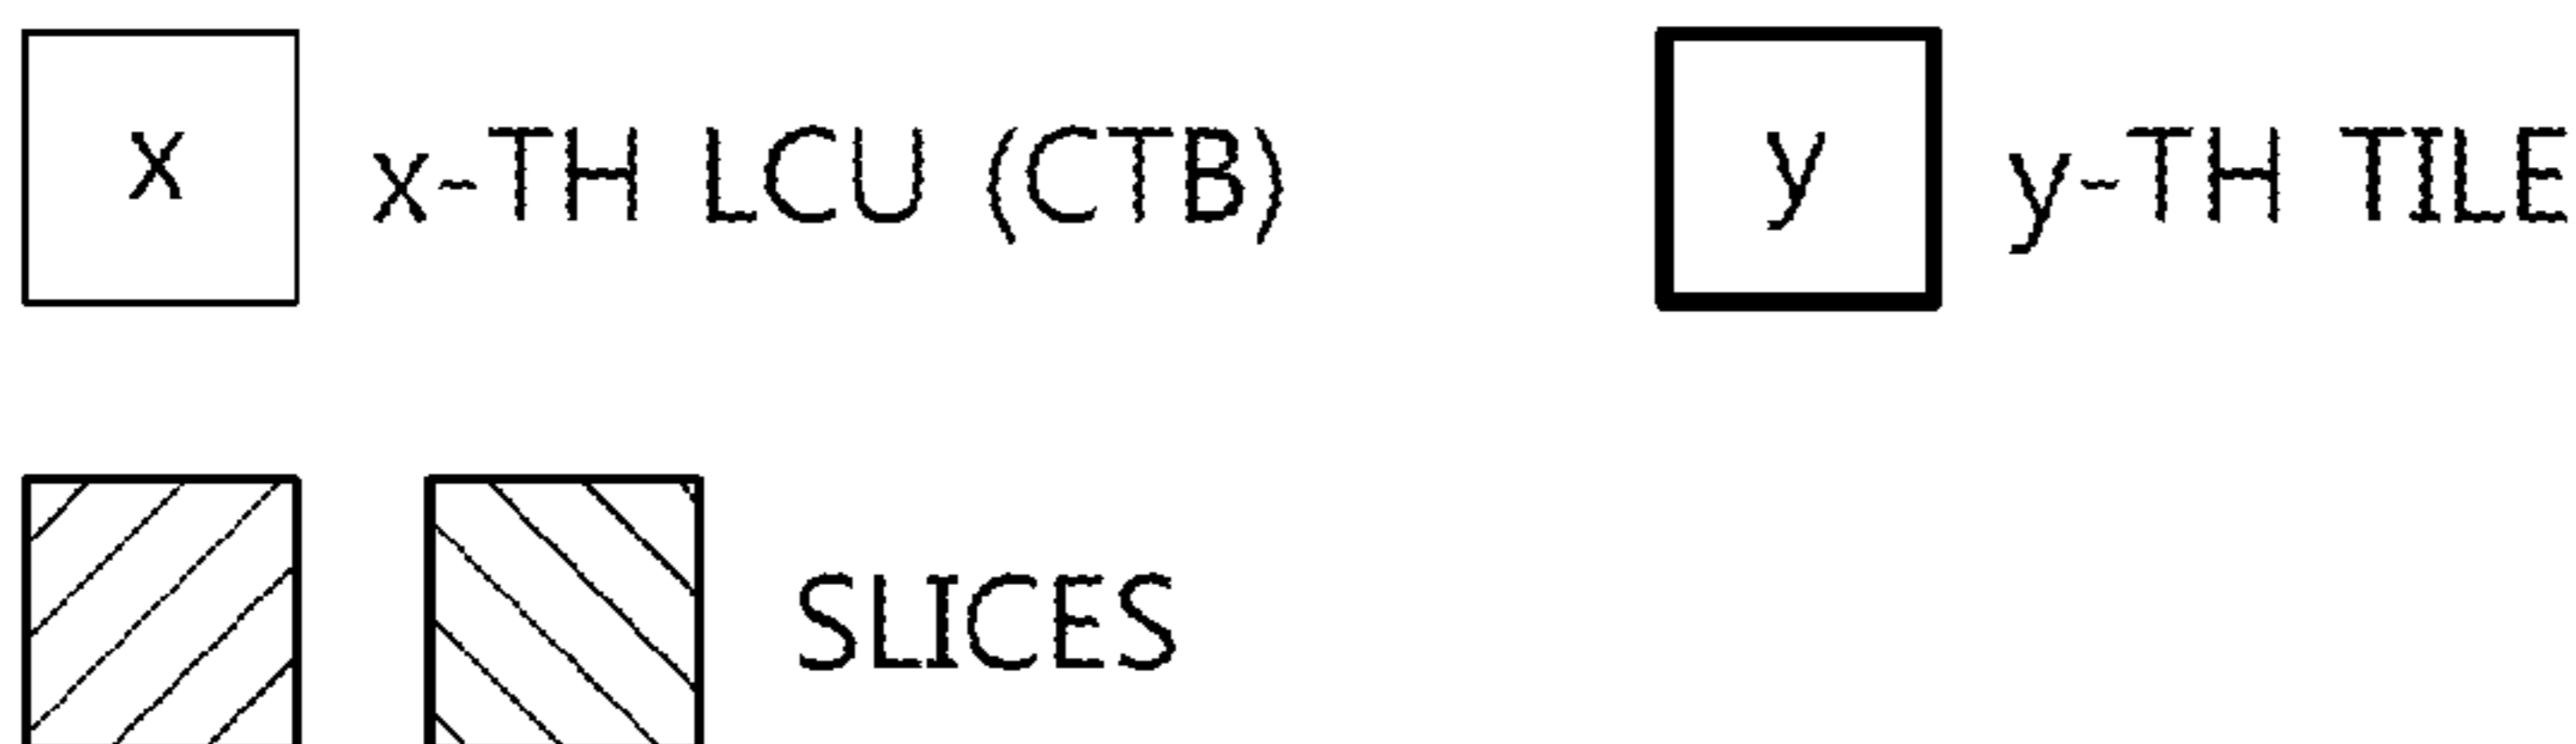 x x-TH LCU (CTB) y y-TH TILE
SLICES